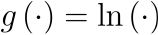 g (·) = ln (·)